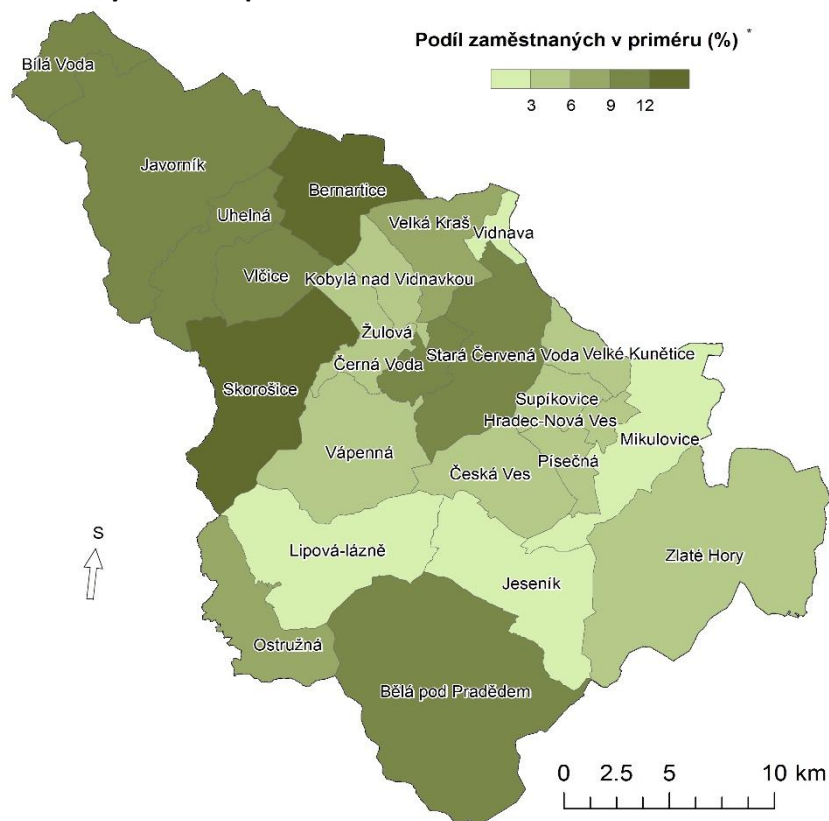 Podíl zaměstnaných v priméru (%) *
3 6 9 12
Bílá Voda
Javorník
Bernartice
Uhelná
Velká Kraš
Vidnava
Vlčice
Kobylá nad Vidnavkou
Žulová
Stará Červená Voda
Velké Kunětice
Černá Voda
Skorošice
Supíkovice
Hradec-Nová Ves
Mikulovice
Vápenná
Písečná
Česká Ves
S
Lipová-lázně
Zlaté Hory
Jeseník
Ostružná
Bělá pod Pradědem
0 2.5 5 10 km